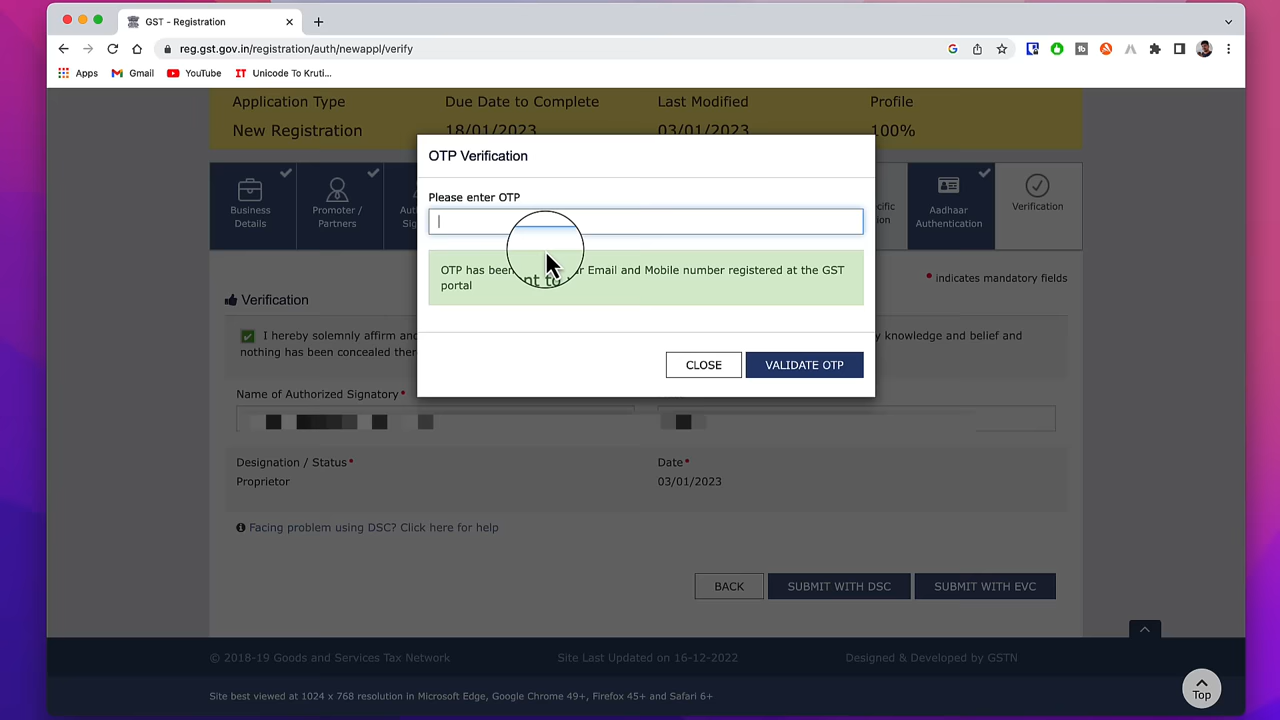 GST - Registration
reg.gst.gov.in/registration/auth/newappl/verify
Apps Gmail YouTube IT Unicode To Kruti...
Application Type Due Date to Complete Last Modified Profile
New Registration 18/01/2023 03/01/2023 100%
OTP Verification
Please enter OTP
OTP has been Email and Mobile number registered at the GST
portal
CLOSE VALIDATE OTP
Business
Details
Promoter /
Partners
Aadhaar
Authentication
Verification
• indicates mandatory fields
Verification
I hereby solemnly affirm and knowledge and belief and
nothing has been concealed
Name of Authorized Signatory•
Designation / Status• Date•
Proprietor 03/01/2023
Facing problem using DSC? Click here for help
BACK SUBMIT WITH DSC SUBMIT WITH EVC
© 2018-19 Goods and Services Tax Network Site Last Updated on 16-12-2022 Designed & Developed by GSTN
Site best viewed at 1024 x 768 resolution in Microsoft Edge, Google Chrome 49+, Firefox 45+ and Safari 6+
Top